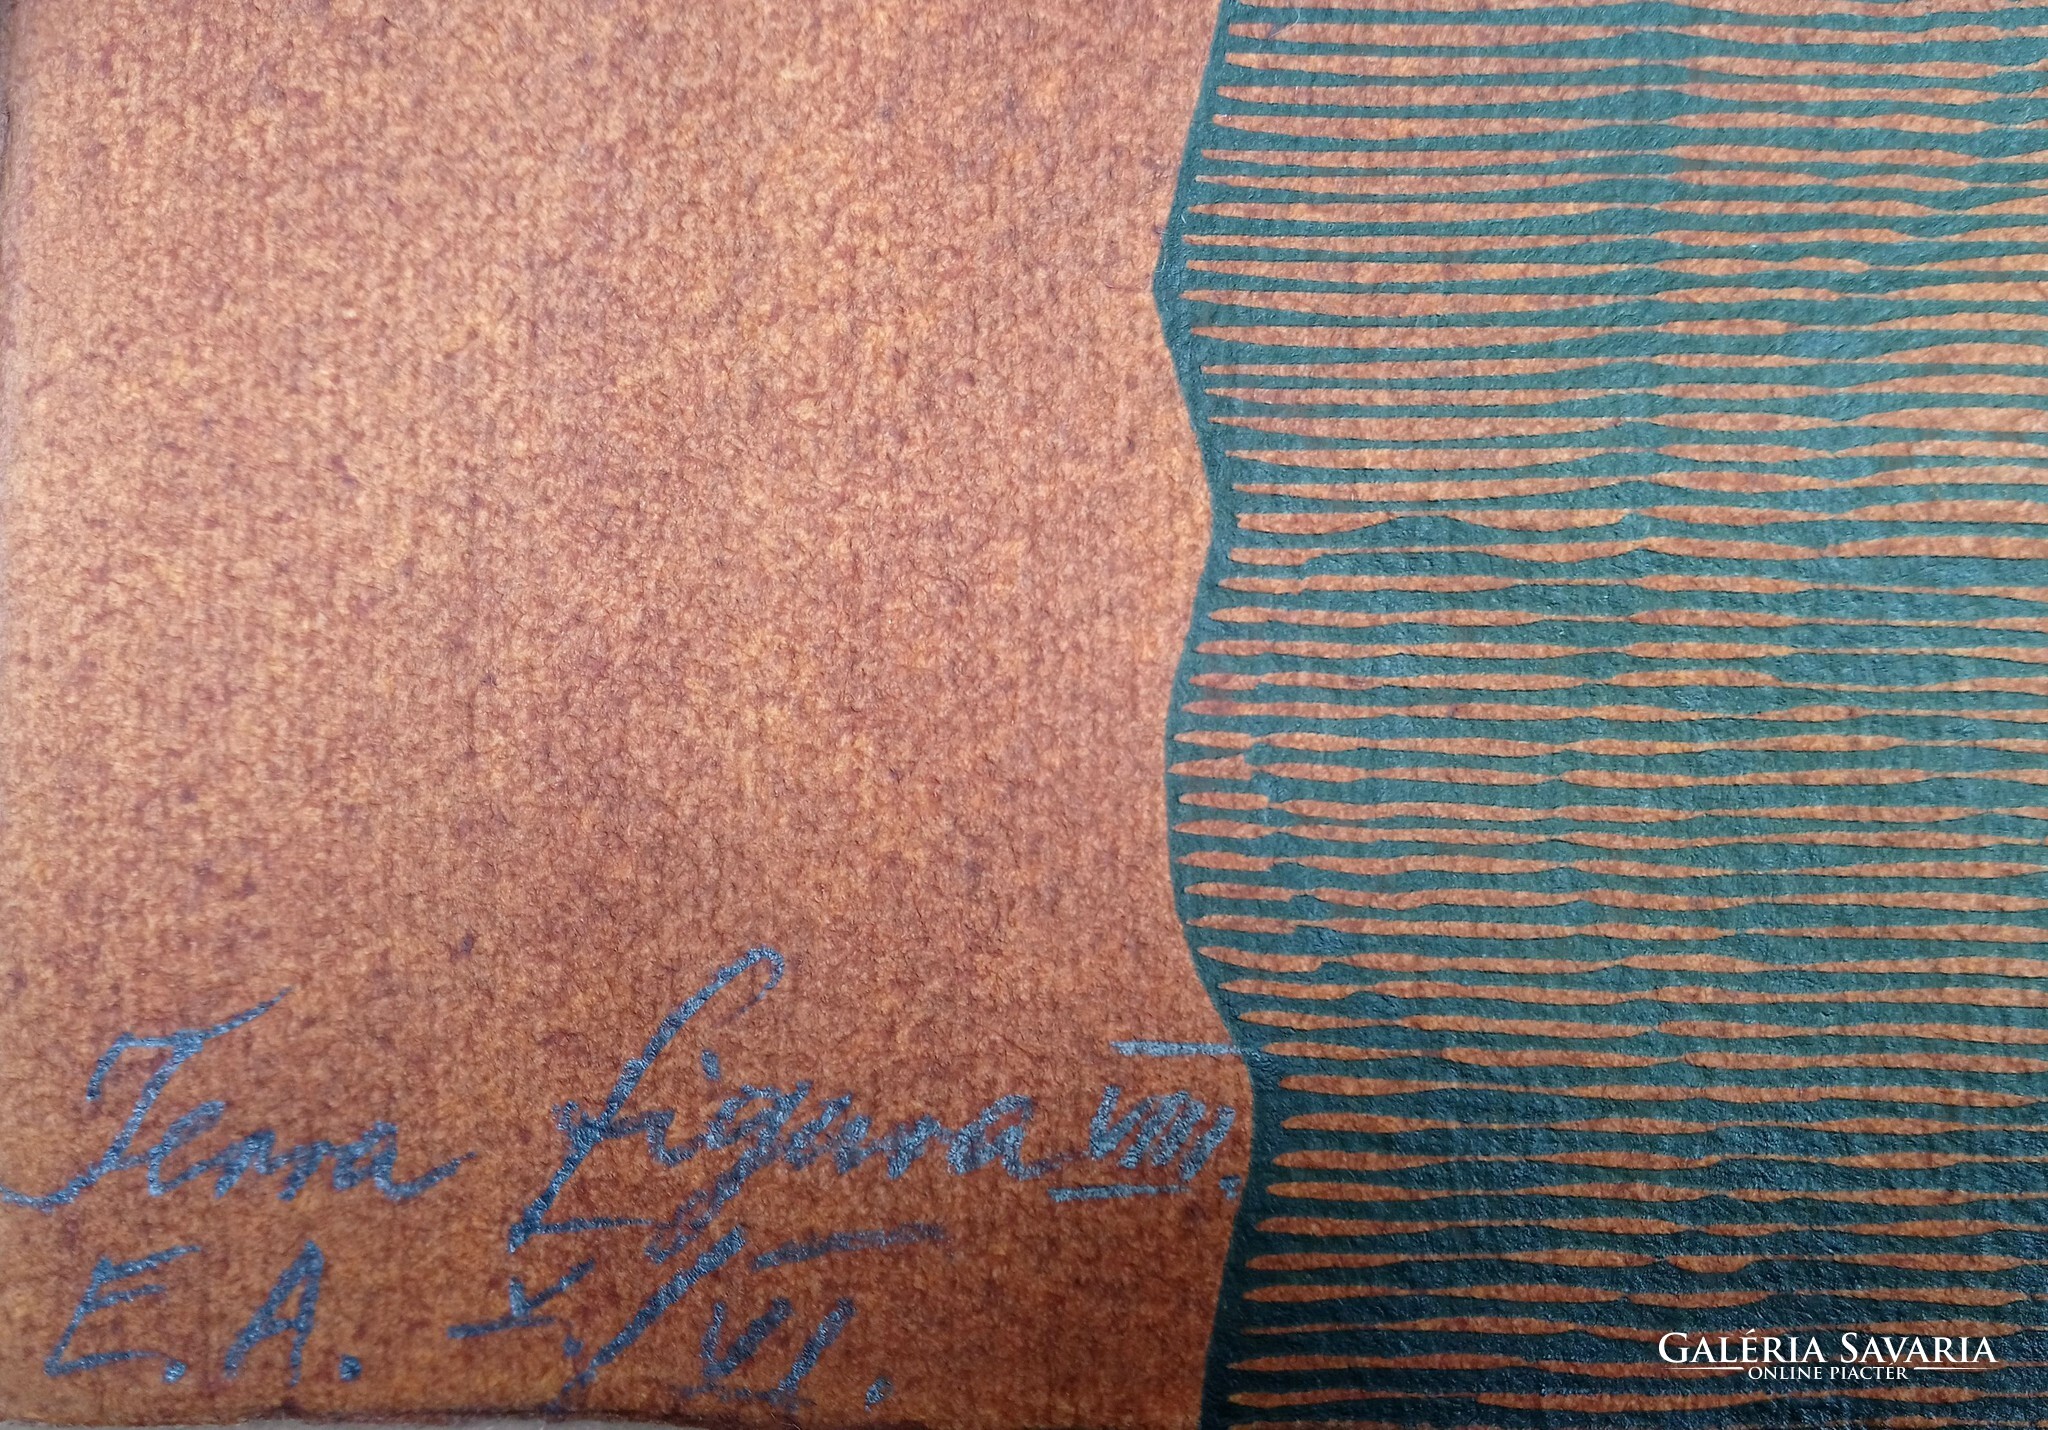 Terra figura VIII.
E.A. V./VI.
GALÉRIA SAVARIA
ONLINE PIACTÉR